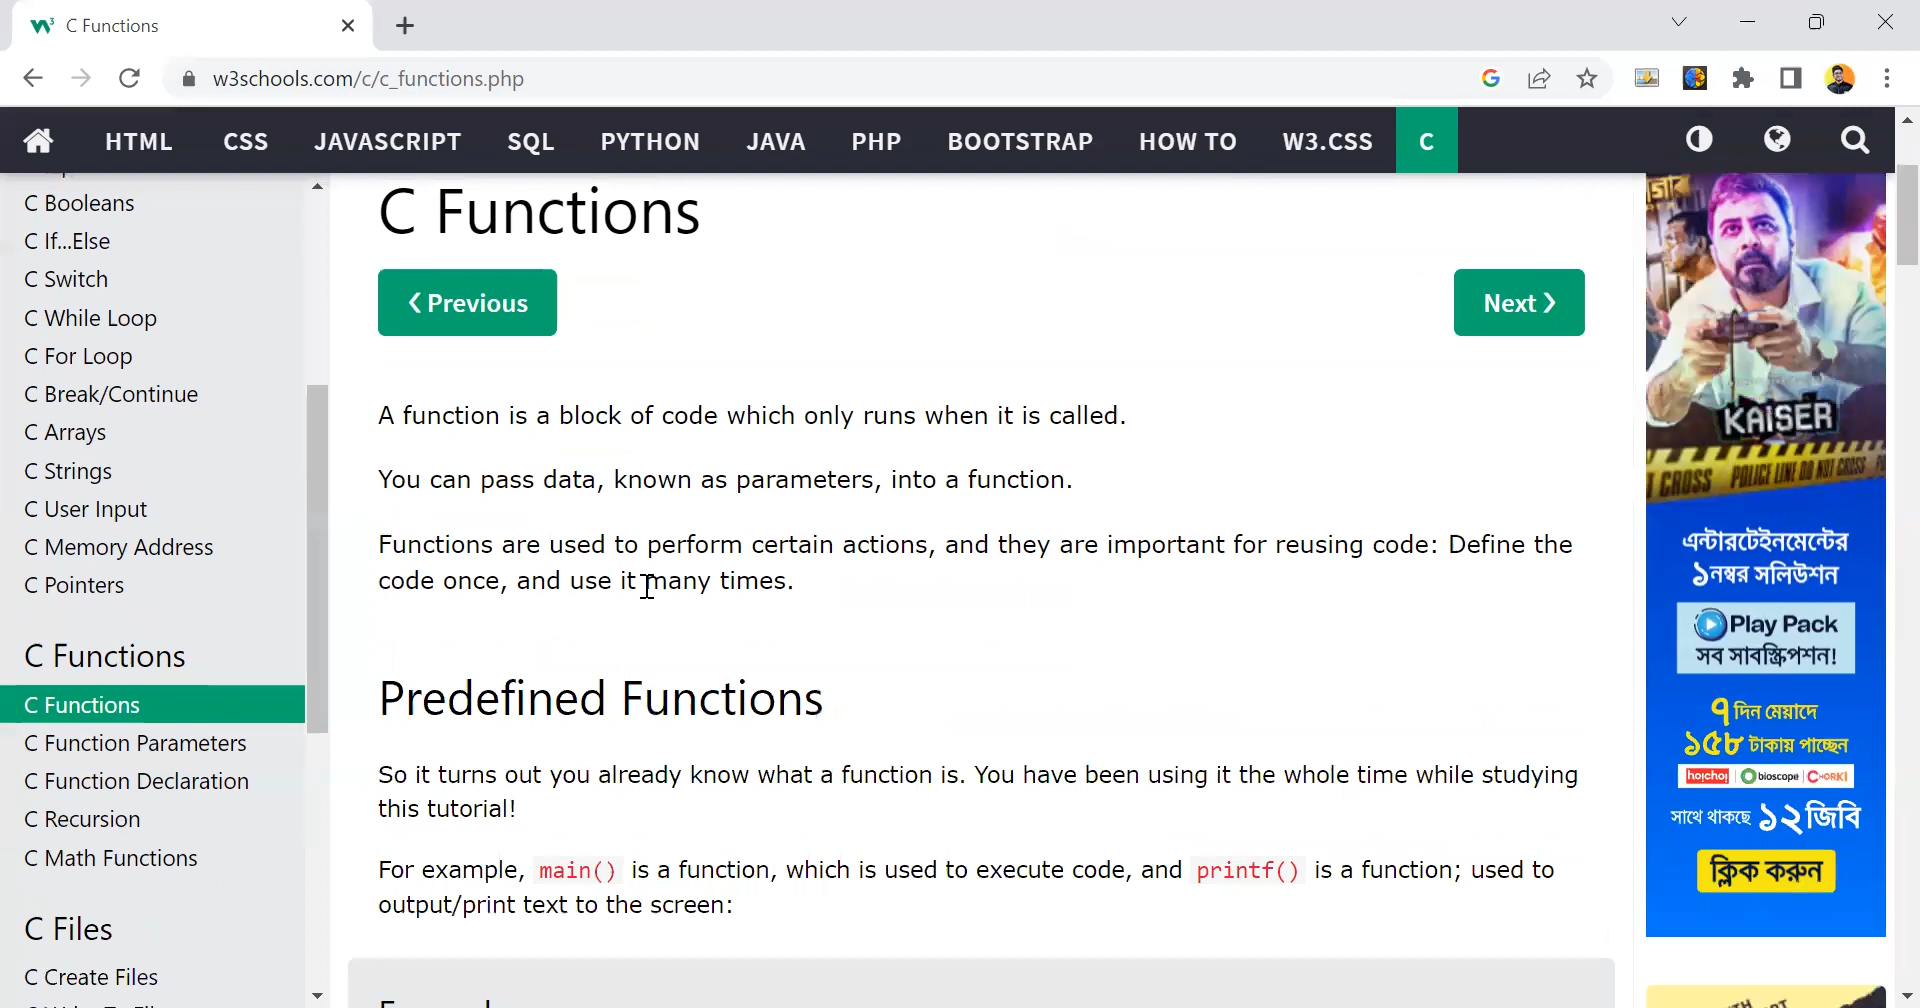 C Functions
w3schools.com/c/c_functions.php
HTML CSS JAVASCRIPT SQL PYTHON JAVA PHP BOOTSTRAP HOW TO W3.CSS C
C Booleans
C If...Else
C Switch
C While Loop
C For Loop
C Break/Continue
C Arrays
C Strings
C User Input
C Memory Address
C Pointers
C Functions
C Functions
C Function Parameters
C Function Declaration
C Recursion
C Math Functions
C Files
C Create Files
C Functions
❮ Previous
Next ❯
A function is a block of code which only runs when it is called.
You can pass data, known as parameters, into a function.
Functions are used to perform certain actions, and they are important for reusing code: Define the
code once, and use it many times.
Predefined Functions
So it turns out you already know what a function is. You have been using it the whole time while studying
this tutorial!
For example, main() is a function, which is used to execute code, and printf() is a function; used to
output/print text to the screen:
KAISER
CROSS POLICE LINE DO NOT CROSS
এন্টারটেইনমেন্টের
১নম্বর সলিউশন
Play Pack
সব সাবস্ক্রিপশন!
৭ দিন মেয়াদে
১৫৮ টাকায় পাচ্ছেন
hoichoi | bioscope | CHORKI
সাথে থাকছে ১২জিবি
ক্লিক করুন